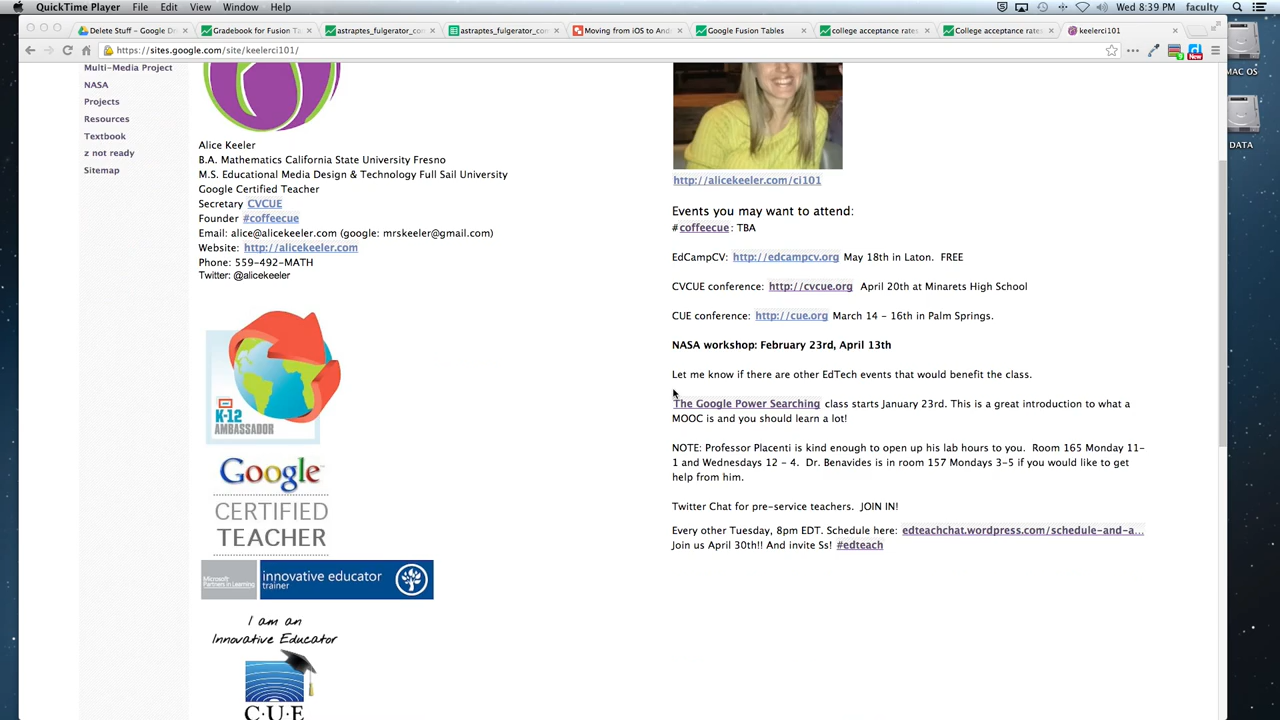 QuickTime Player File Edit View Window Help
Wed 8:39 PM faculty
Delete Stuff - Google Dr
Gradebook for Fusion Ta
astraptes_fulgerator_co
astraptes_fulgerator_co
Moving from iOS to And
Google Fusion Tables
college acceptance rates
College acceptance rates
keelerci101
https://sites.google.com/site/keelerci101/
New
MAC OS
DATA
Multi-Media Project
NASA
Projects
Resources
Textbook
z not ready
Sitemap
Alice Keeler
B.A. Mathematics California State University Fresno
M.S. Educational Media Design & Technology Full Sail University
Google Certified Teacher
Secretary CVCUE
Founder #coffeecue
Email: alice@alicekeeler.com (google: mrskeeler@gmail.com)
Website: http://alicekeeler.com
Phone: 559-492-MATH
Twitter: @alicekeeler
K-12
AMBASSADOR
Google
CERTIFIED
TEACHER
Microsoft
Partners in Learning
innovative educator
trainer
I am an
Innovative Educator
C·U·E
http://alicekeeler.com/ci101
Events you may want to attend:
#coffeecue: TBA
EdCampCV: http://edcampcv.org May 18th in Laton. FREE
CVCUE conference: http://cvcue.org April 20th at Minarets High School
CUE conference: http://cue.org March 14 - 16th in Palm Springs.
NASA workshop: February 23rd, April 13th
Let me know if there are other EdTech events that would benefit the class.
The Google Power Searching class starts January 23rd. This is a great introduction to what a
MOOC is and you should learn a lot!
NOTE: Professor Placenti is kind enough to open up his lab hours to you. Room 165 Monday 11-
1 and Wednesdays 12 - 4. Dr. Benavides is in room 157 Mondays 3-5 if you would like to get
help from him.
Twitter Chat for pre-service teachers. JOIN IN!
Every other Tuesday, 8pm EDT. Schedule here: edteachchat.wordpress.com/schedule-and-a...
Join us April 30th!! And invite Ss! #edteach